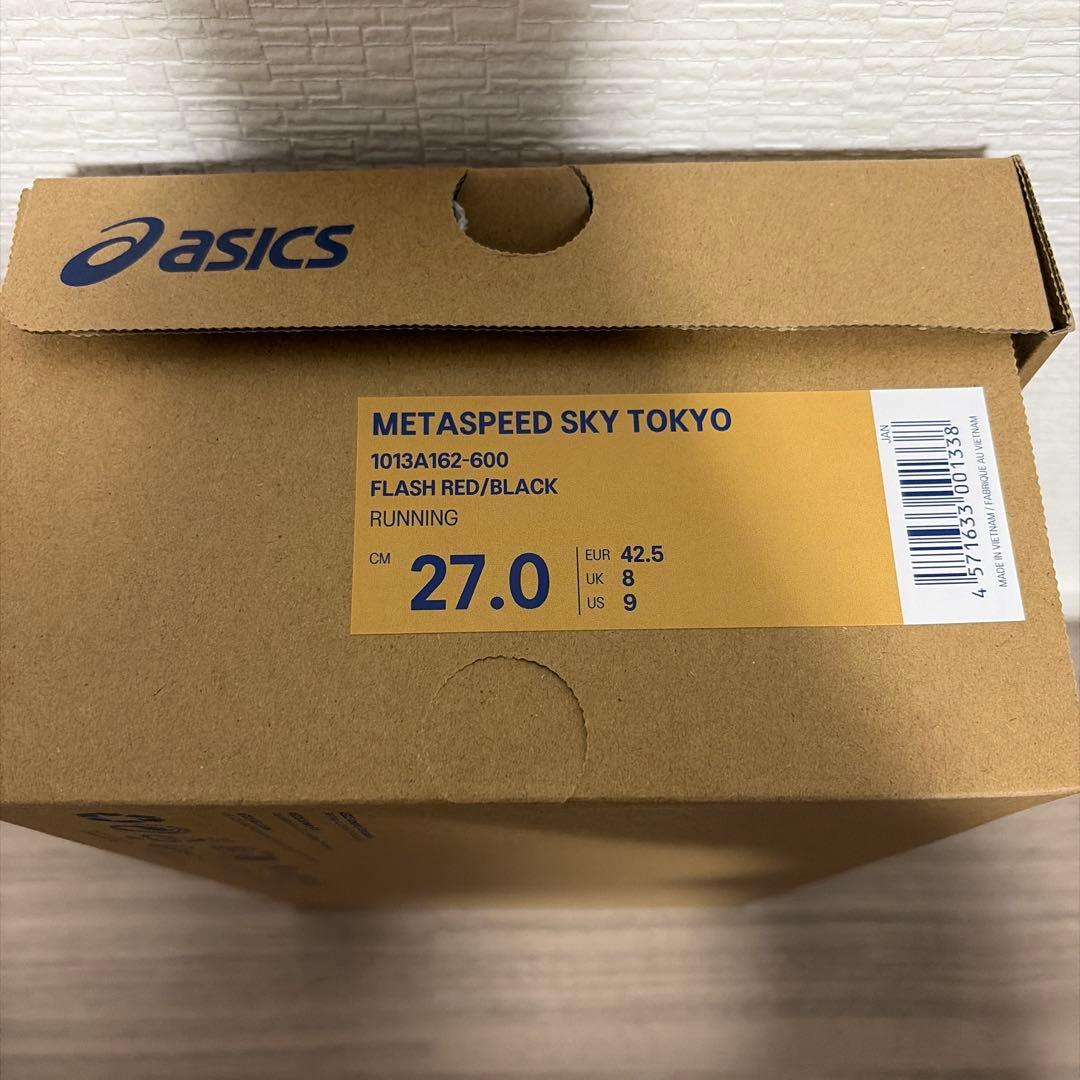 asics
METASPEED SKY TOKYO
1013A162-600
FLASH RED/BLACK
RUNNING
CM 27.0
EUR 42.5
UK 8
US 9
JAN
4 571633 001338
MADE IN VIETNAM / FABRIQUE AU VIETNAM